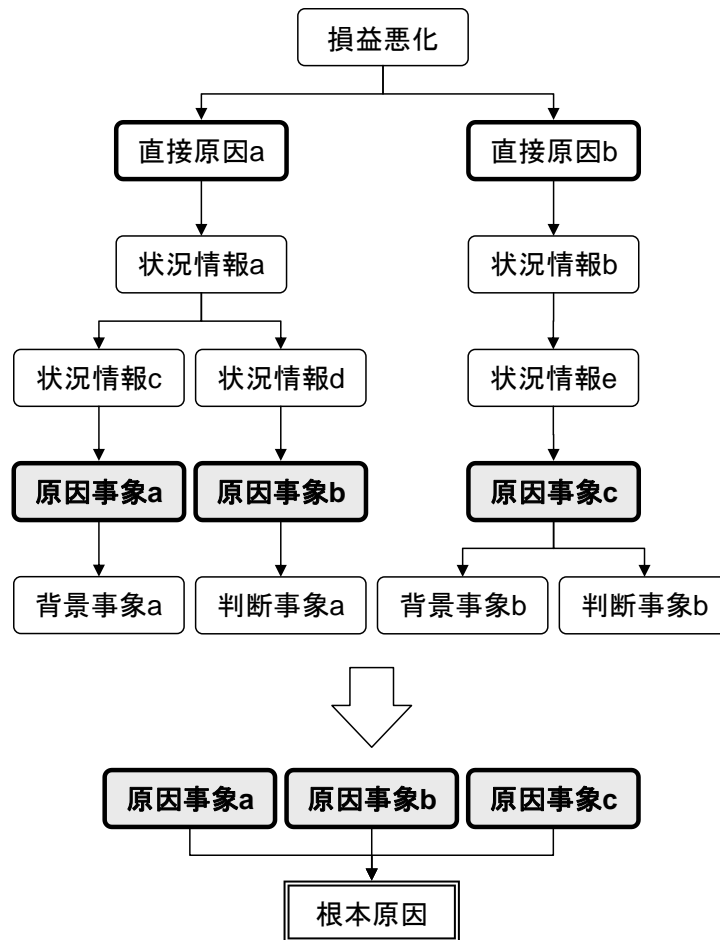 損益悪化
直接原因a
直接原因b
状況情報a
状況情報b
状況情報c
状況情報d
状況情報e
原因事象a
原因事象b
原因事象c
背景事象a
判断事象a
背景事象b
判断事象b
原因事象a
原因事象b
原因事象c
根本原因